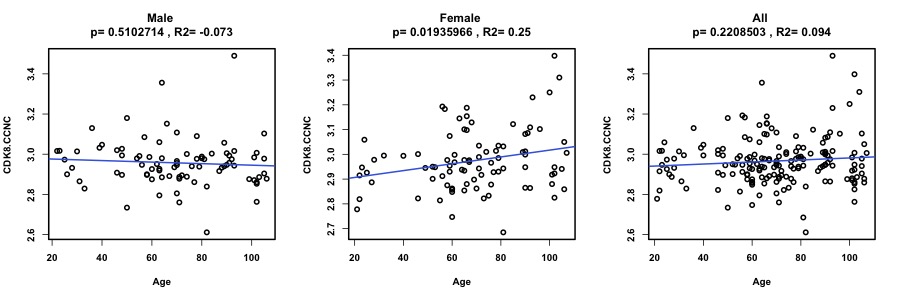 Male
p= 0.5102714 , R2= -0.073
CDK8.CCNC
3.4
3.2
3.0
2.8
2.6
20 40 60 80 100
Age
Female
p= 0.01935966 , R2= 0.25
CDK8.CCNC
3.4
3.3
3.2
3.1
3.0
2.9
2.8
2.7
20 40 60 80 100
Age
All
p= 0.2208503 , R2= 0.094
CDK8.CCNC
3.4
3.2
3.0
2.8
2.6
20 40 60 80 100
Age